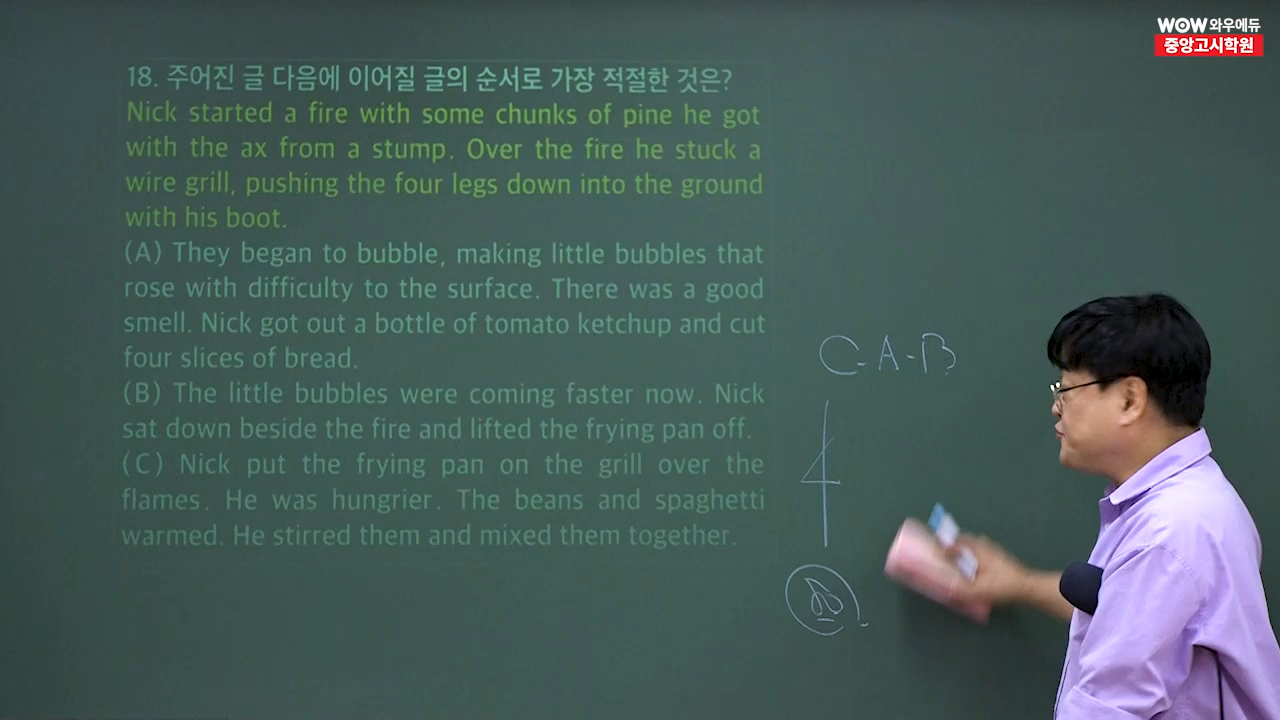 WOW와우에듀
중앙고시학원
18. 주어진 글 다음에 이어질 글의 순서로 가장 적절한 것은?
Nick started a fire with some chunks of pine he got
with the ax from a stump. Over the fire he stuck a
wire grill, pushing the four legs down into the ground
with his boot.
(A) They began to bubble, making little bubbles that
rose with difficulty to the surface. There was a good
smell. Nick got out a bottle of tomato ketchup and cut
four slices of bread.
(B) The little bubbles were coming faster now. Nick
sat down beside the fire and lifted the frying pan off.
(C) Nick put the frying pan on the grill over the
flames. He was hungrier. The beans and spaghetti
warmed. He stirred them and mixed them together.
C-A-B